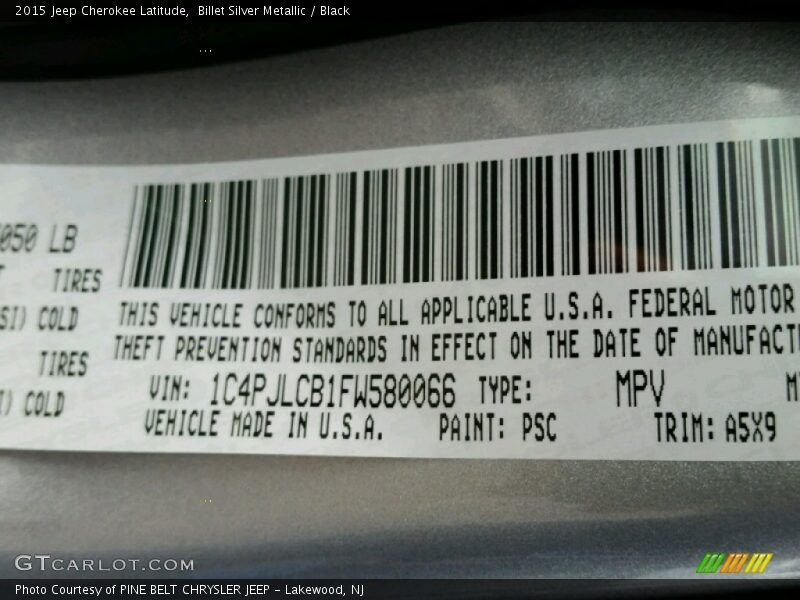 2015 Jeep Cherokee Latitude, Billet Silver Metallic / Black
050 LB
TIRES
SI) COLD
TIRES
) COLD
THIS VEHICLE CONFORMS TO ALL APPLICABLE U.S.A. FEDERAL MOTOR
THEFT PREVENTION STANDARDS IN EFFECT ON THE DATE OF MANUFACT
VIN: 1C4PJLCB1FW580066 TYPE: MPV
VEHICLE MADE IN U.S.A. PAINT: PSC TRIM: A5X9
GTCARLOT.COM
Photo Courtesy of PINE BELT CHRYSLER JEEP - Lakewood, NJ